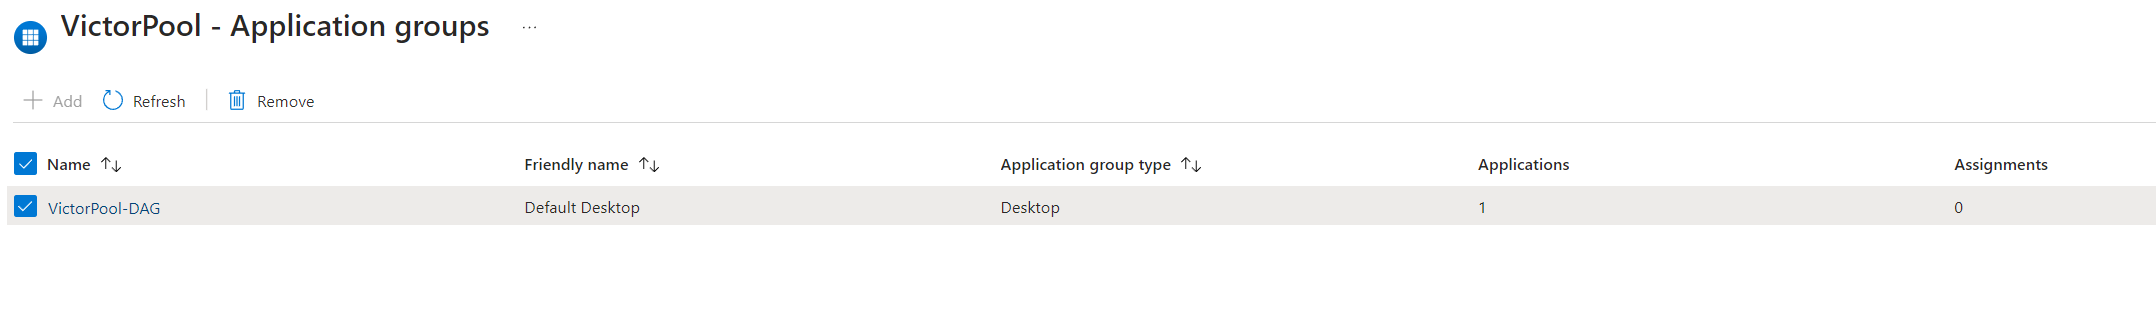 VictorPool - Application groups ...
Add Refresh Remove
Name Friendly name Application group type Applications Assignments
VictorPool-DAG Default Desktop Desktop 1 0